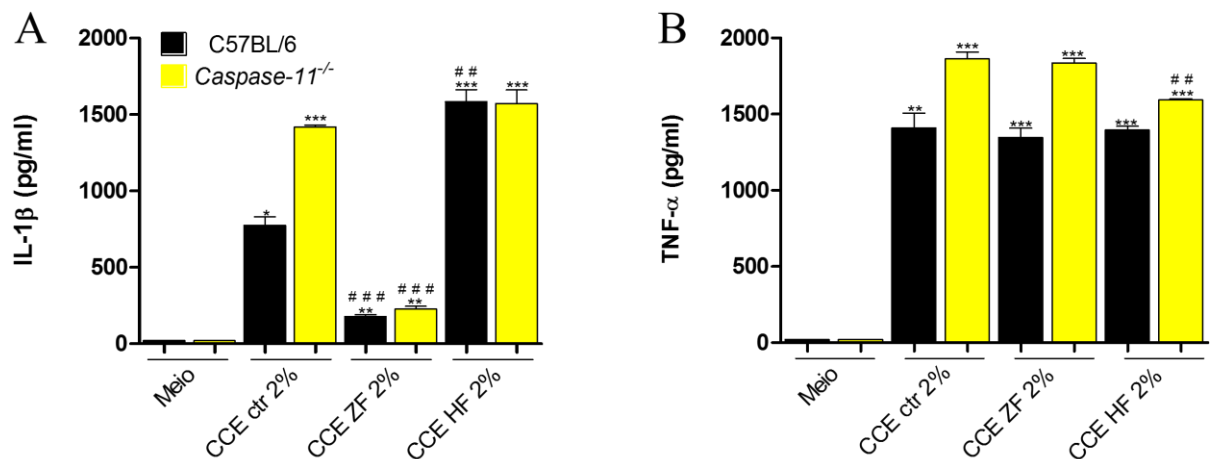 A
C57BL/6
Caspase-11-/-
IL-1β (pg/ml)
2000
1500
1000
500
0
*
***
# # #
**
# # #
**
# #
***
***
Meio
CCE ctr 2%
CCE ZF 2%
CCE HF 2%
B
TNF-α (pg/ml)
2000
1500
1000
500
0
**
***
***
***
***
# #
***
Meio
CCE ctr 2%
CCE ZF 2%
CCE HF 2%